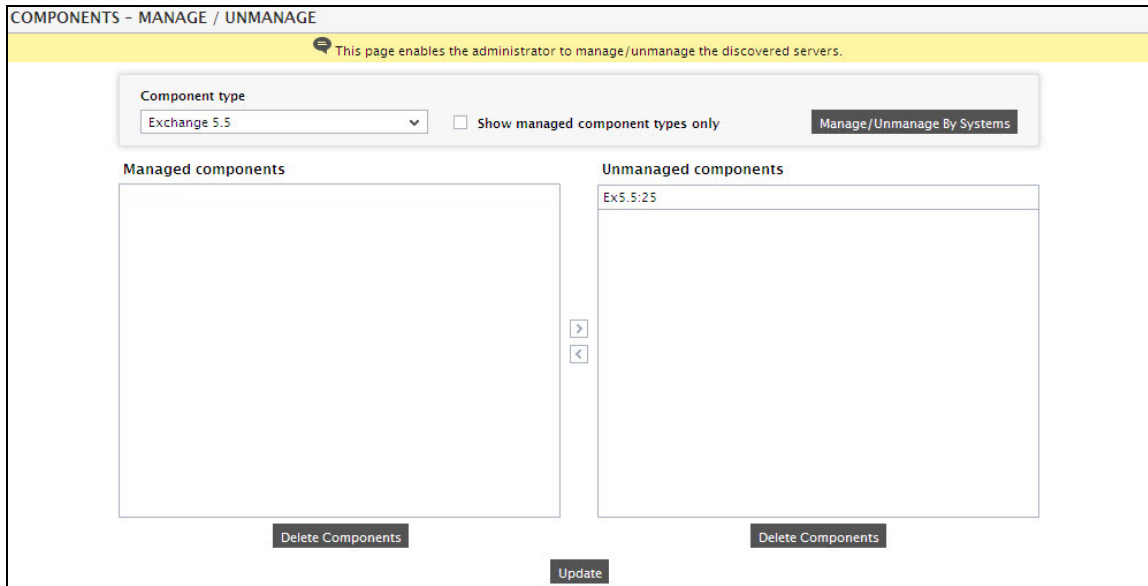 COMPONENTS - MANAGE / UNMANAGE
This page enables the administrator to manage/unmanage the discovered servers.
Component type
Exchange 5.5
Show managed component types only
Manage/Unmanage By Systems
Managed components
Unmanaged components
Ex5.5:25
>
<
Delete Components
Delete Components
Update